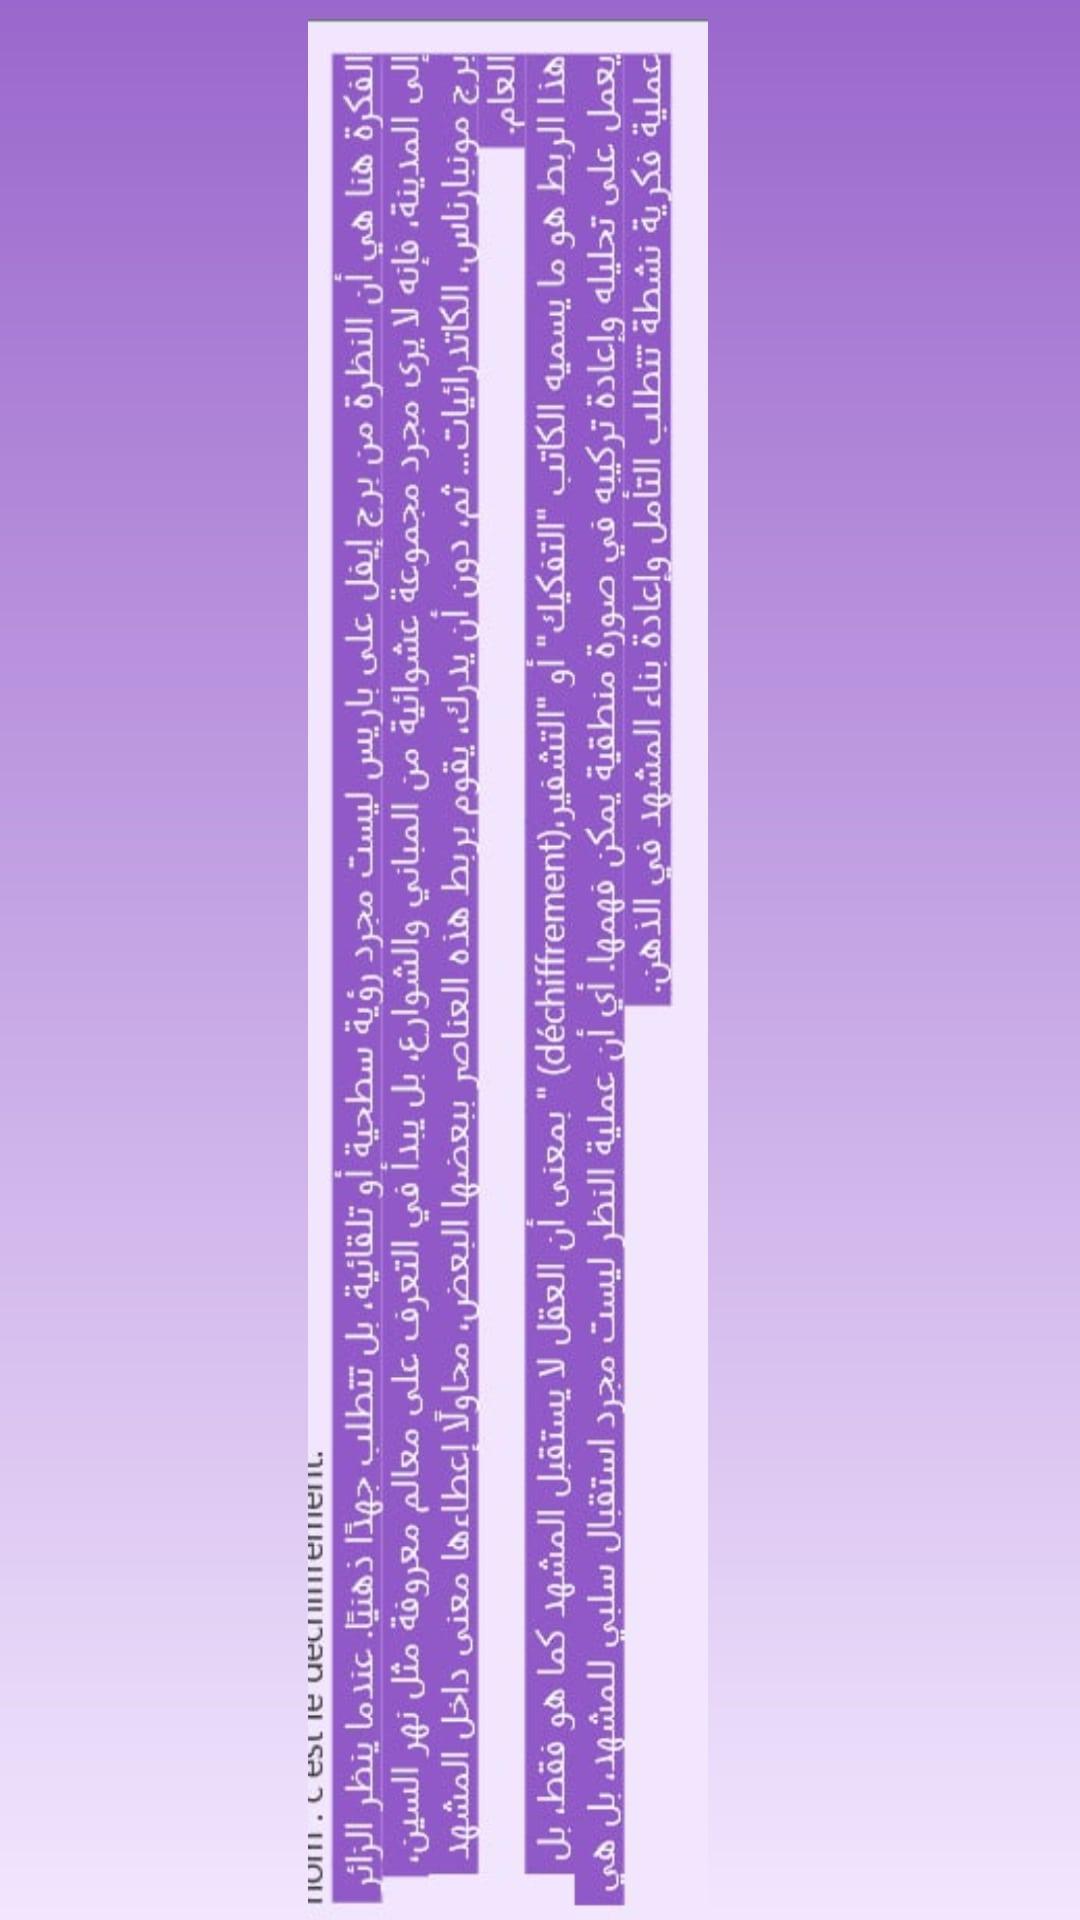 nom : c'est le déchiffrement.
الفكرة هنا هي أن النظرة من برج إيفل على باريس ليست مجرد رؤية سطحية أو تلقائية، بل تتطلب جهدًا ذهنيًا. عندما ينظر الزائر
إلى المدينة، فإنه لا يرى مجرد مجموعة عشوائية من المباني والشوارع، بل يبدأ في التعرف على معالم معروفة مثل نهر السين،
برج مونبارناس، الكاتدرائيات... ثم، دون أن يدرك، يقوم بربط هذه العناصر ببعضها البعض، محاولًا إعطاءها معنى داخل المشهد
العام.
هذا الربط هو ما يسميه الكاتب "التفكيك" أو "التشفير،(déchiffrement) " بمعنى أن العقل لا يستقبل المشهد كما هو فقط، بل
يعمل على تحليله وإعادة تركيبه في صورة منطقية يمكن فهمها. أي أن عملية النظر ليست مجرد استقبال سلبي للمشهد، بل هي
عملية فكرية نشطة تتطلب التأمل وإعادة بناء المشهد في الذهن.